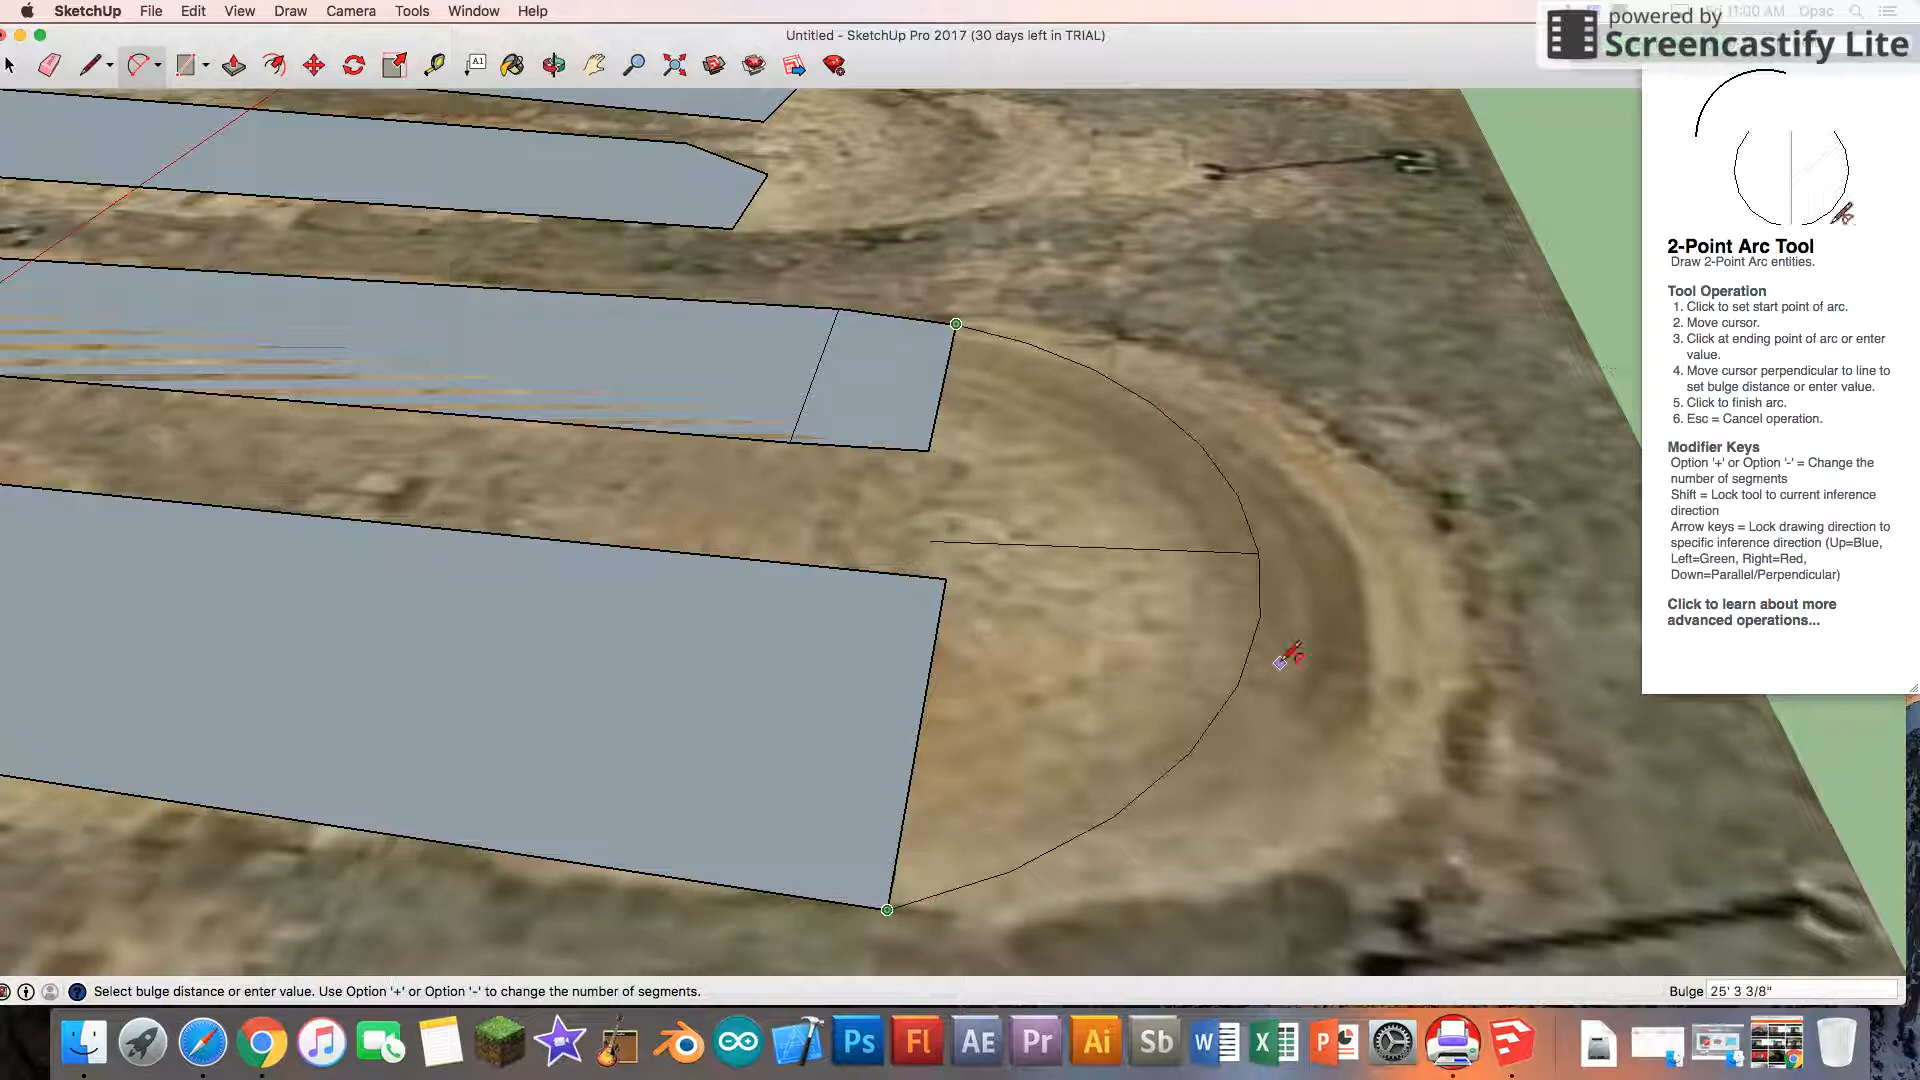 SketchUp File Edit View Draw Camera Tools Window Help
Fri 11:00 AM Opac
powered by
Screencastify Lite
Untitled - SketchUp Pro 2017 (30 days left in TRIAL)
A1
2-Point Arc Tool
Draw 2-Point Arc entities.
Tool Operation
1. Click to set start point of arc.
2. Move cursor.
3. Click at ending point of arc or enter
value.
4. Move cursor perpendicular to line to
set bulge distance or enter value.
5. Click to finish arc.
6. Esc = Cancel operation.
Modifier Keys
Option '+' or Option '-' = Change the
number of segments
Shift = Lock tool to current inference
direction
Arrow keys = Lock drawing direction to
specific inference direction (Up=Blue,
Left=Green, Right=Red,
Down=Parallel/Perpendicular)
Click to learn about more
advanced operations...
Select bulge distance or enter value. Use Option '+' or Option '-' to change the number of segments.
Bulge 25' 3 3/8"
Ps Fl AE Pr Ai Sb W X P